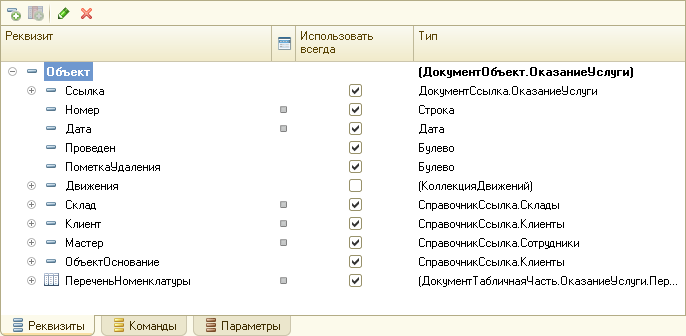 Реквизит Использовать всегда Тип
Объект (ДокументОбъект.ОказаниеУслуги)
Ссылка ДокументСсылка.ОказаниеУслуги
Номер Строка
Дата Дата
Проведен Булево
ПометкаУдаления Булево
Движения (КоллекцияДвижений)
Склад СправочникСсылка.Склады
Клиент СправочникСсылка.Клиенты
Мастер СправочникСсылка.Сотрудники
ОбъектОснование СправочникСсылка.Клиенты
ПереченьНоменклатуры (ДокументТабличнаяЧасть.ОказаниеУслуги.Пер...
Реквизиты Команды Параметры